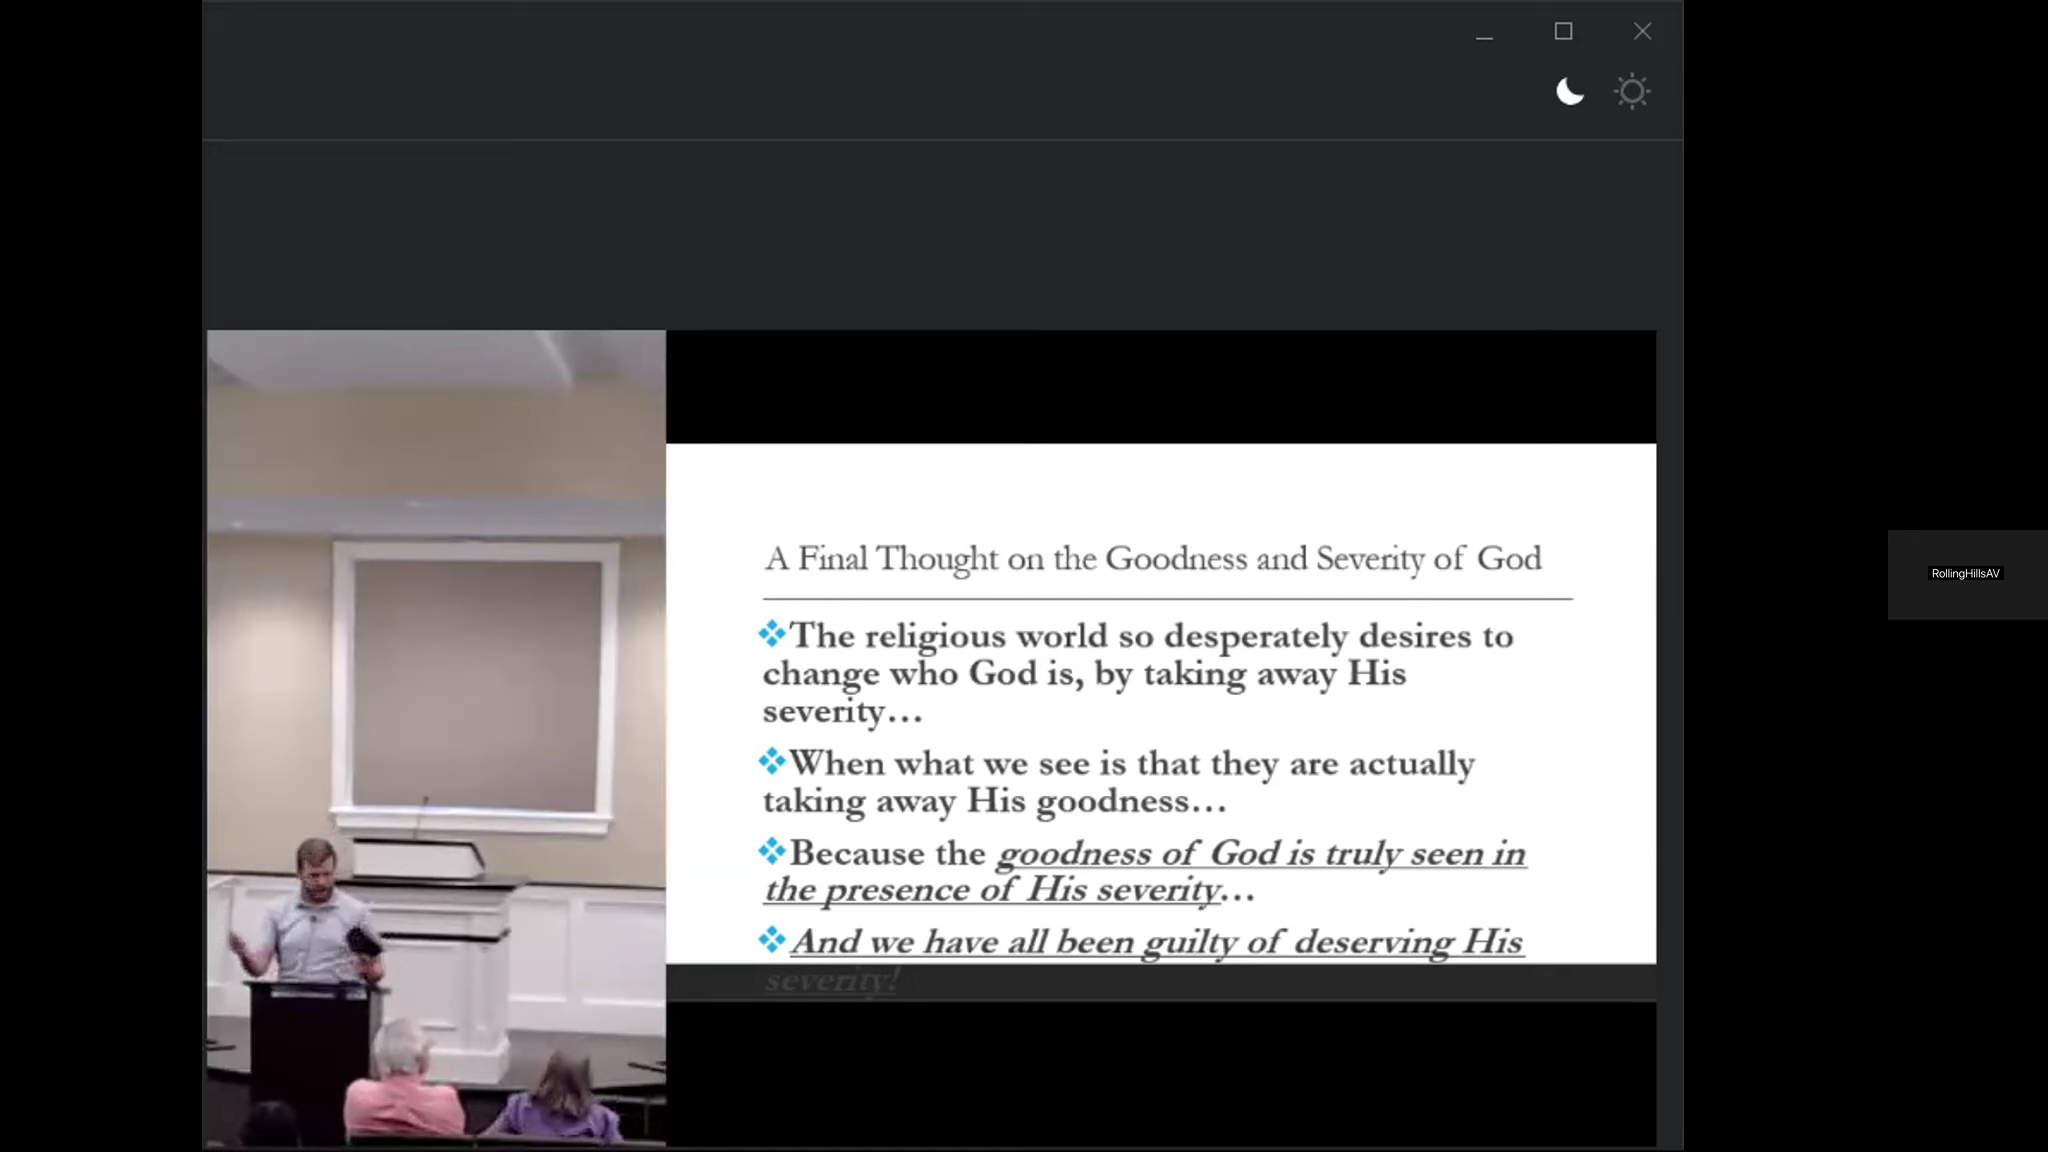 A Final Thought on the Goodness and Severity of God
❖The religious world so desperately desires to
change who God is, by taking away His
severity…
❖When what we see is that they are actually
taking away His goodness…
❖Because the goodness of God is truly seen in
the presence of His severity…
❖And we have all been guilty of deserving His
severity!
RollingHillsAV